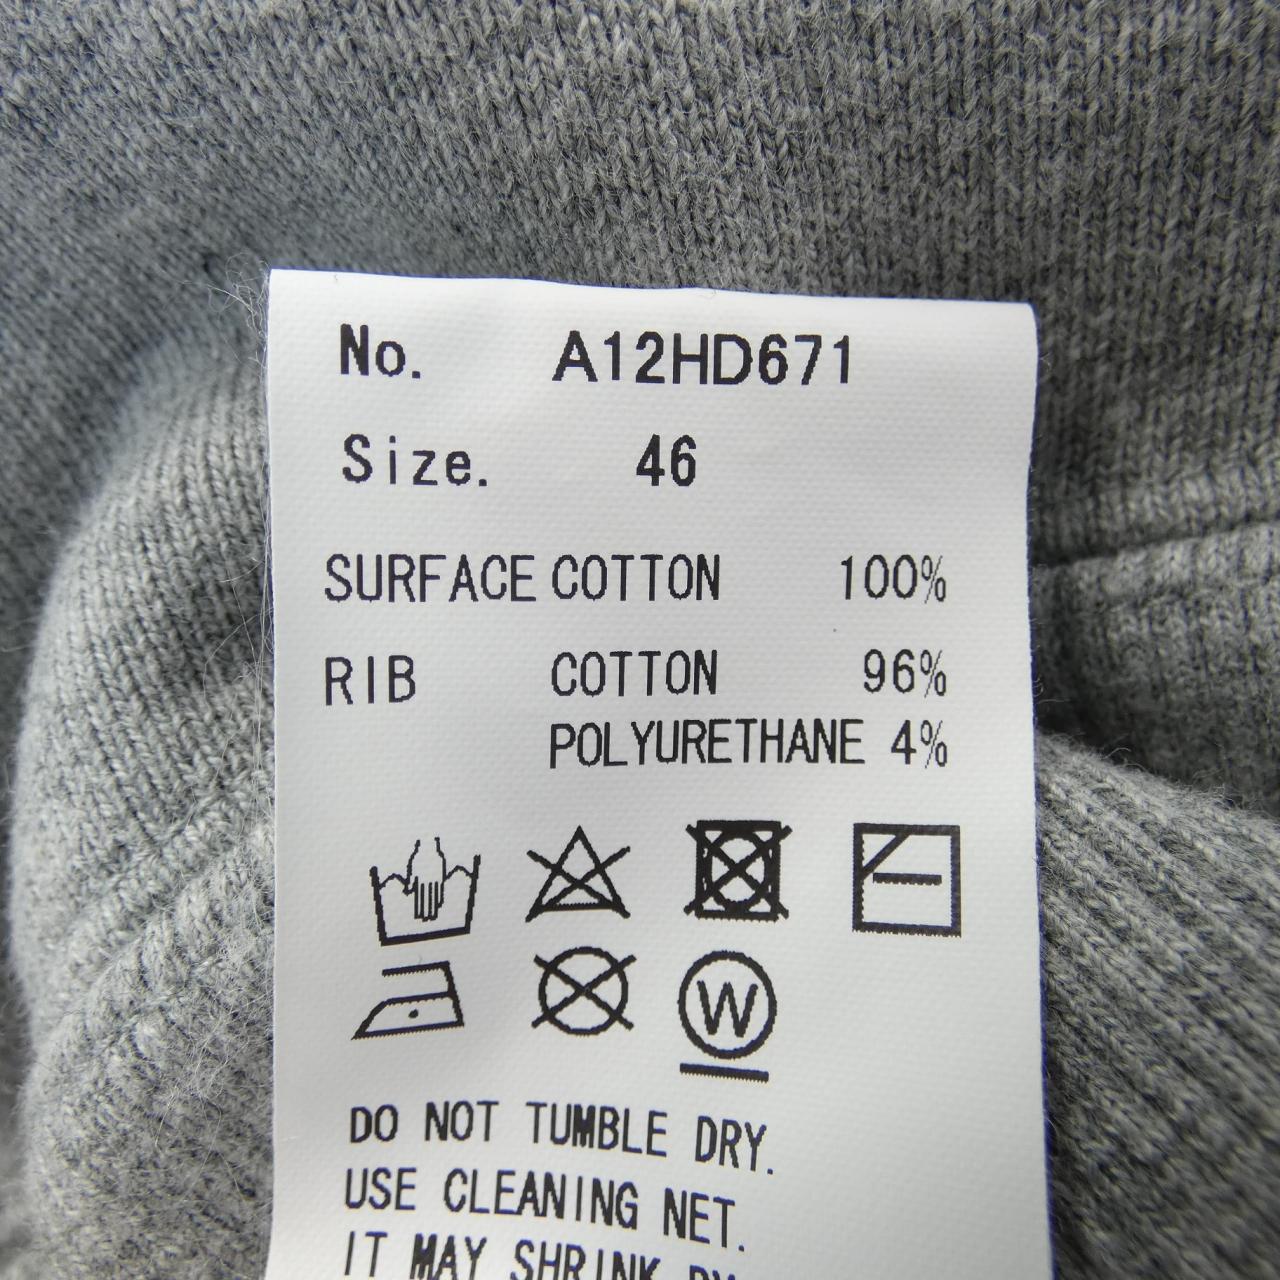 No. A12HD671
Size. 46
SURFACE COTTON 100%
RIB COTTON 96%
POLYURETHANE 4%
W
DO NOT TUMBLE DRY.
USE CLEANING NET.
IT MAY SHRINK BY